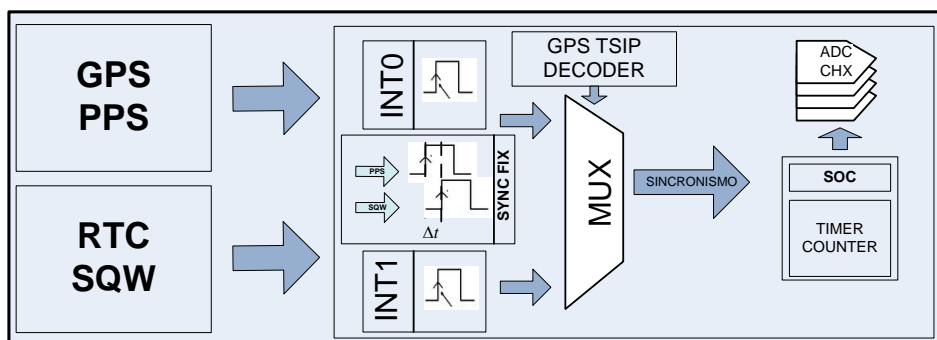 GPS
PPS
RTC
SQW
INT0
PPS
SQW
Δt
SYNC FIX
INT1
GPS TSIP
DECODER
MUX
SINCRONISMO
ADC
CHX
SOC
TIMER
COUNTER